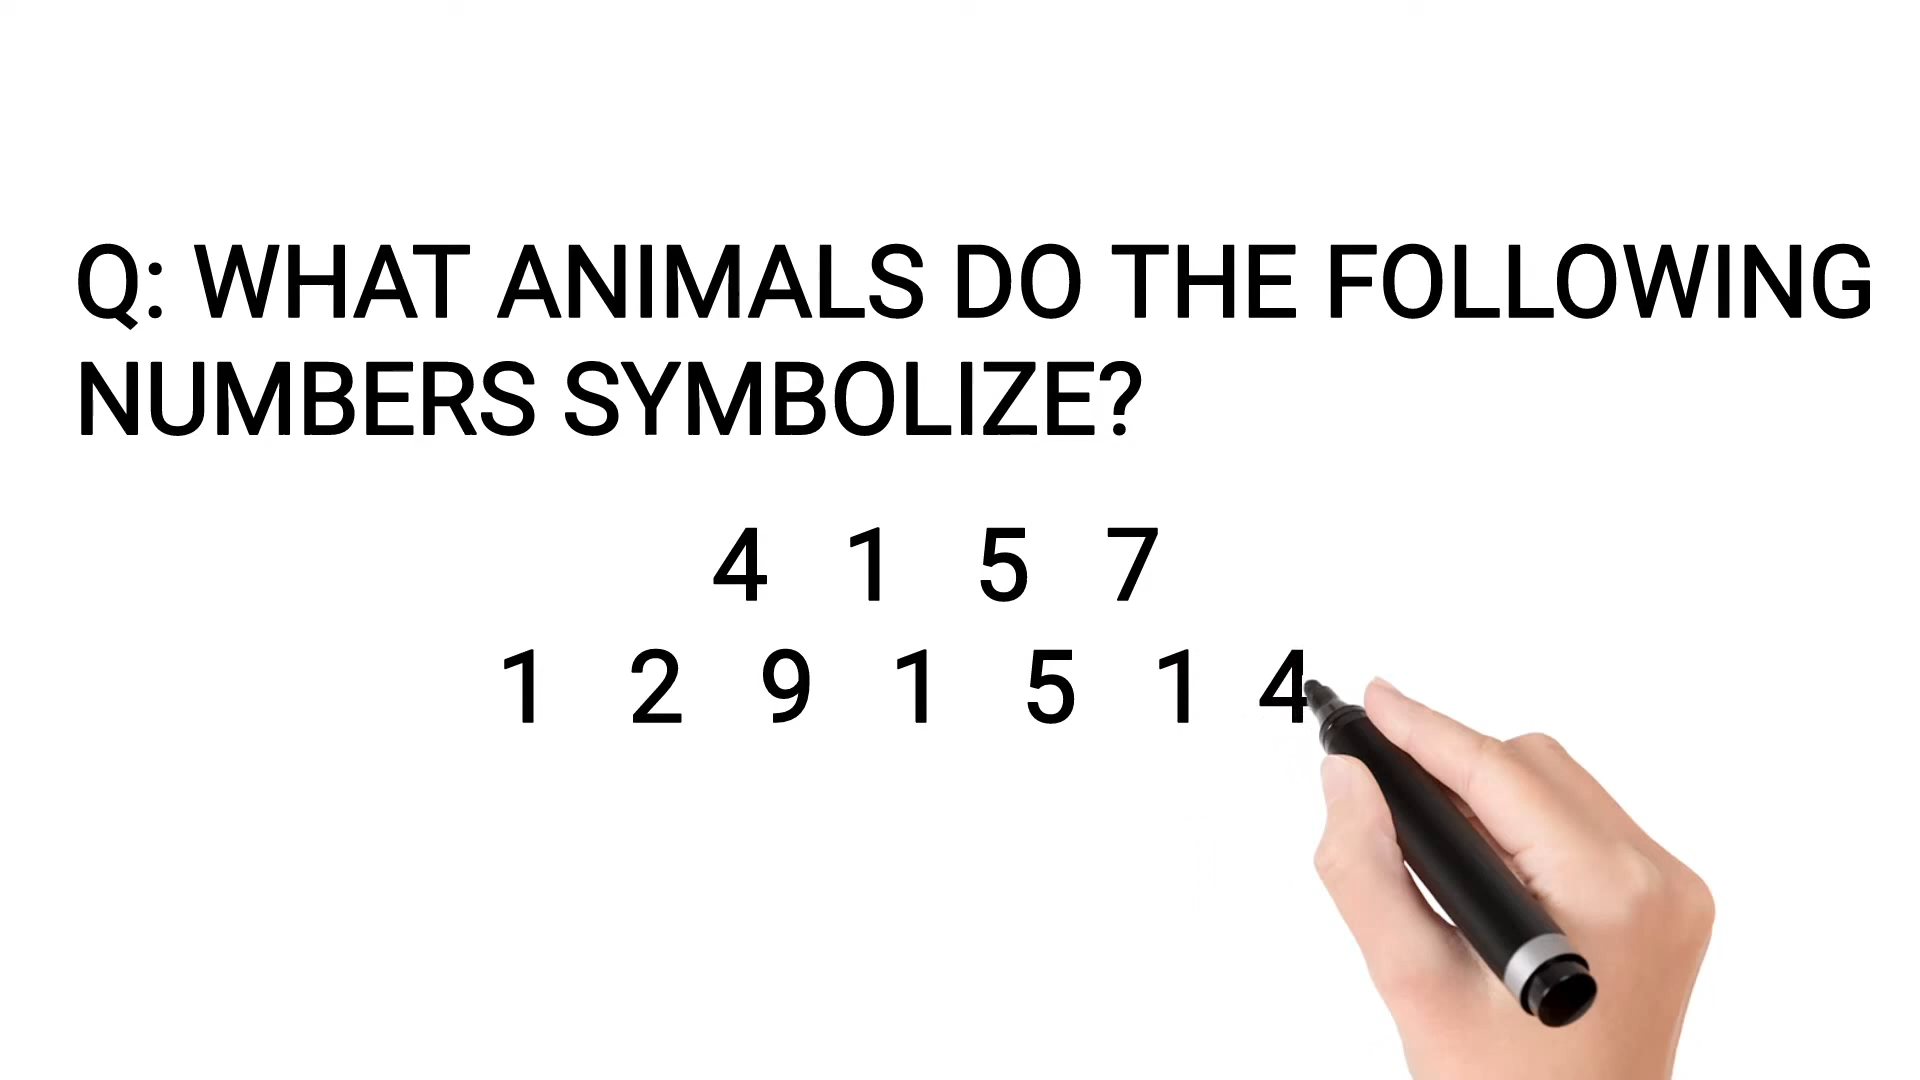 Q: WHAT ANIMALS DO THE FOLLOWING
NUMBERS SYMBOLIZE?
4 1 5 7
1 2 9 1 5 1 4